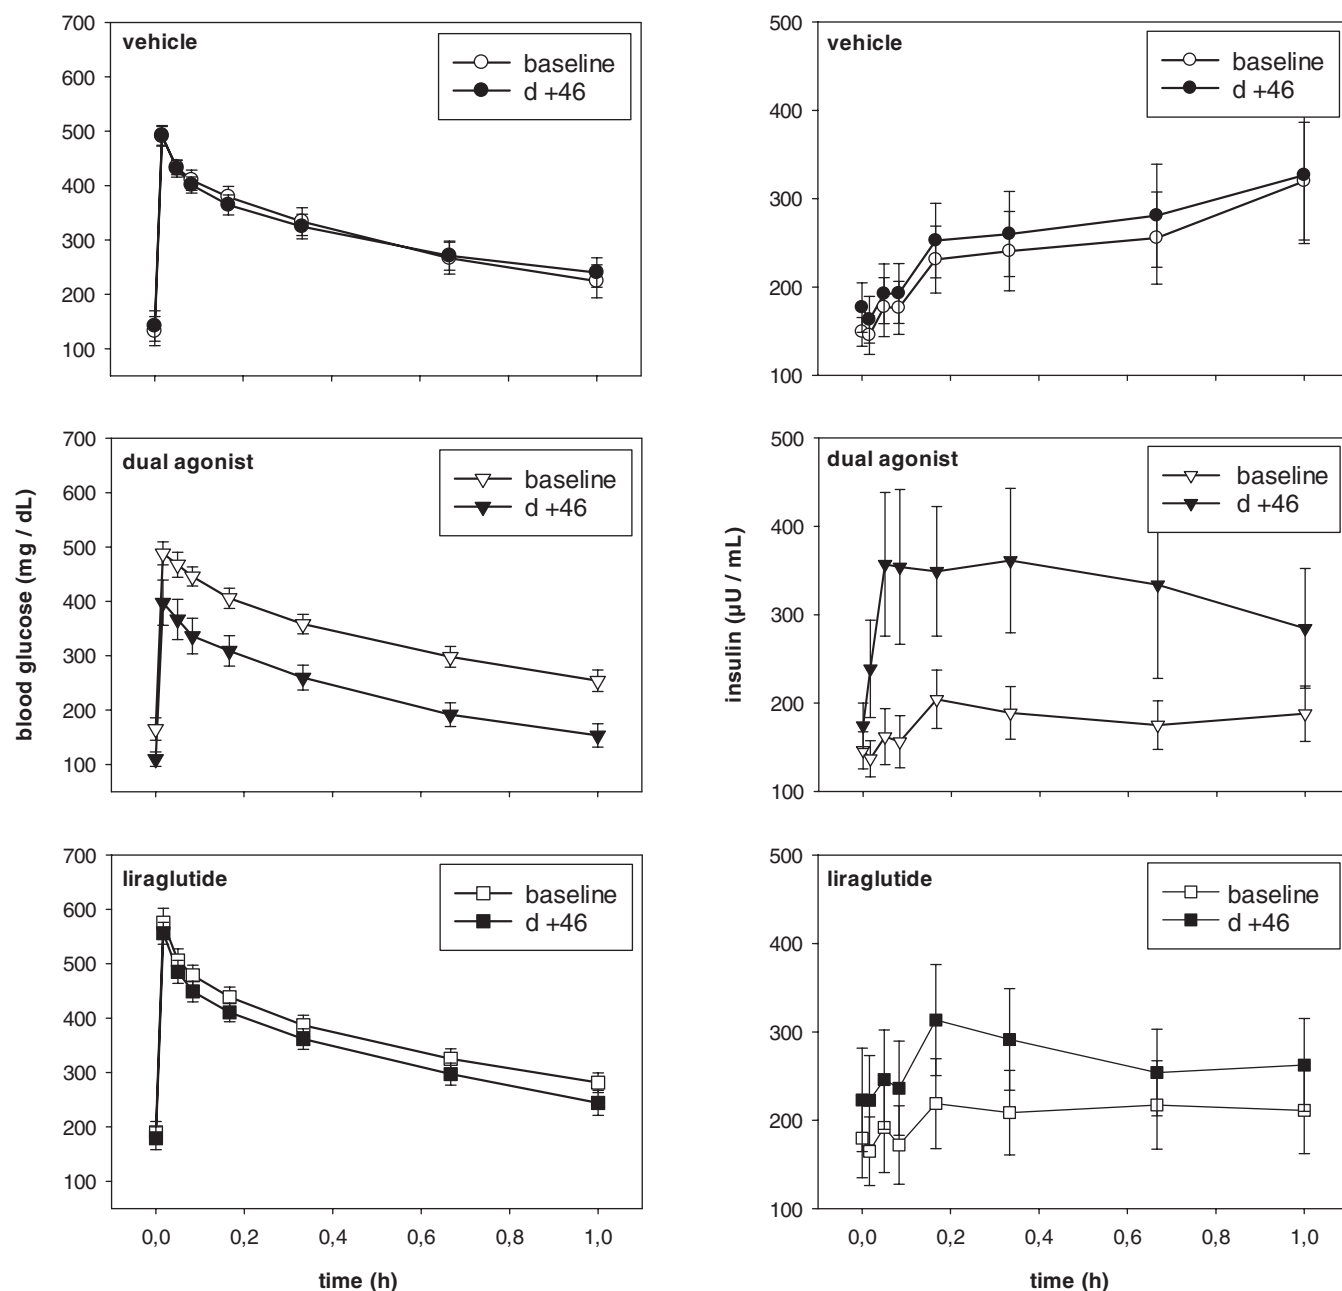 700
600
500
400
300
200
100
vehicle
baseline
d +46
500
400
300
200
100
vehicle
baseline
d +46
blood glucose (mg / dL)
700
600
500
400
300
200
100
dual agonist
baseline
d +46
insulin (µU / mL)
500
400
300
200
100
dual agonist
baseline
d +46
700
600
500
400
300
200
100
liraglutide
baseline
d +46
0,0 0,2 0,4 0,6 0,8 1,0
time (h)
500
400
300
200
100
liraglutide
baseline
d +46
0,0 0,2 0,4 0,6 0,8 1,0
time (h)